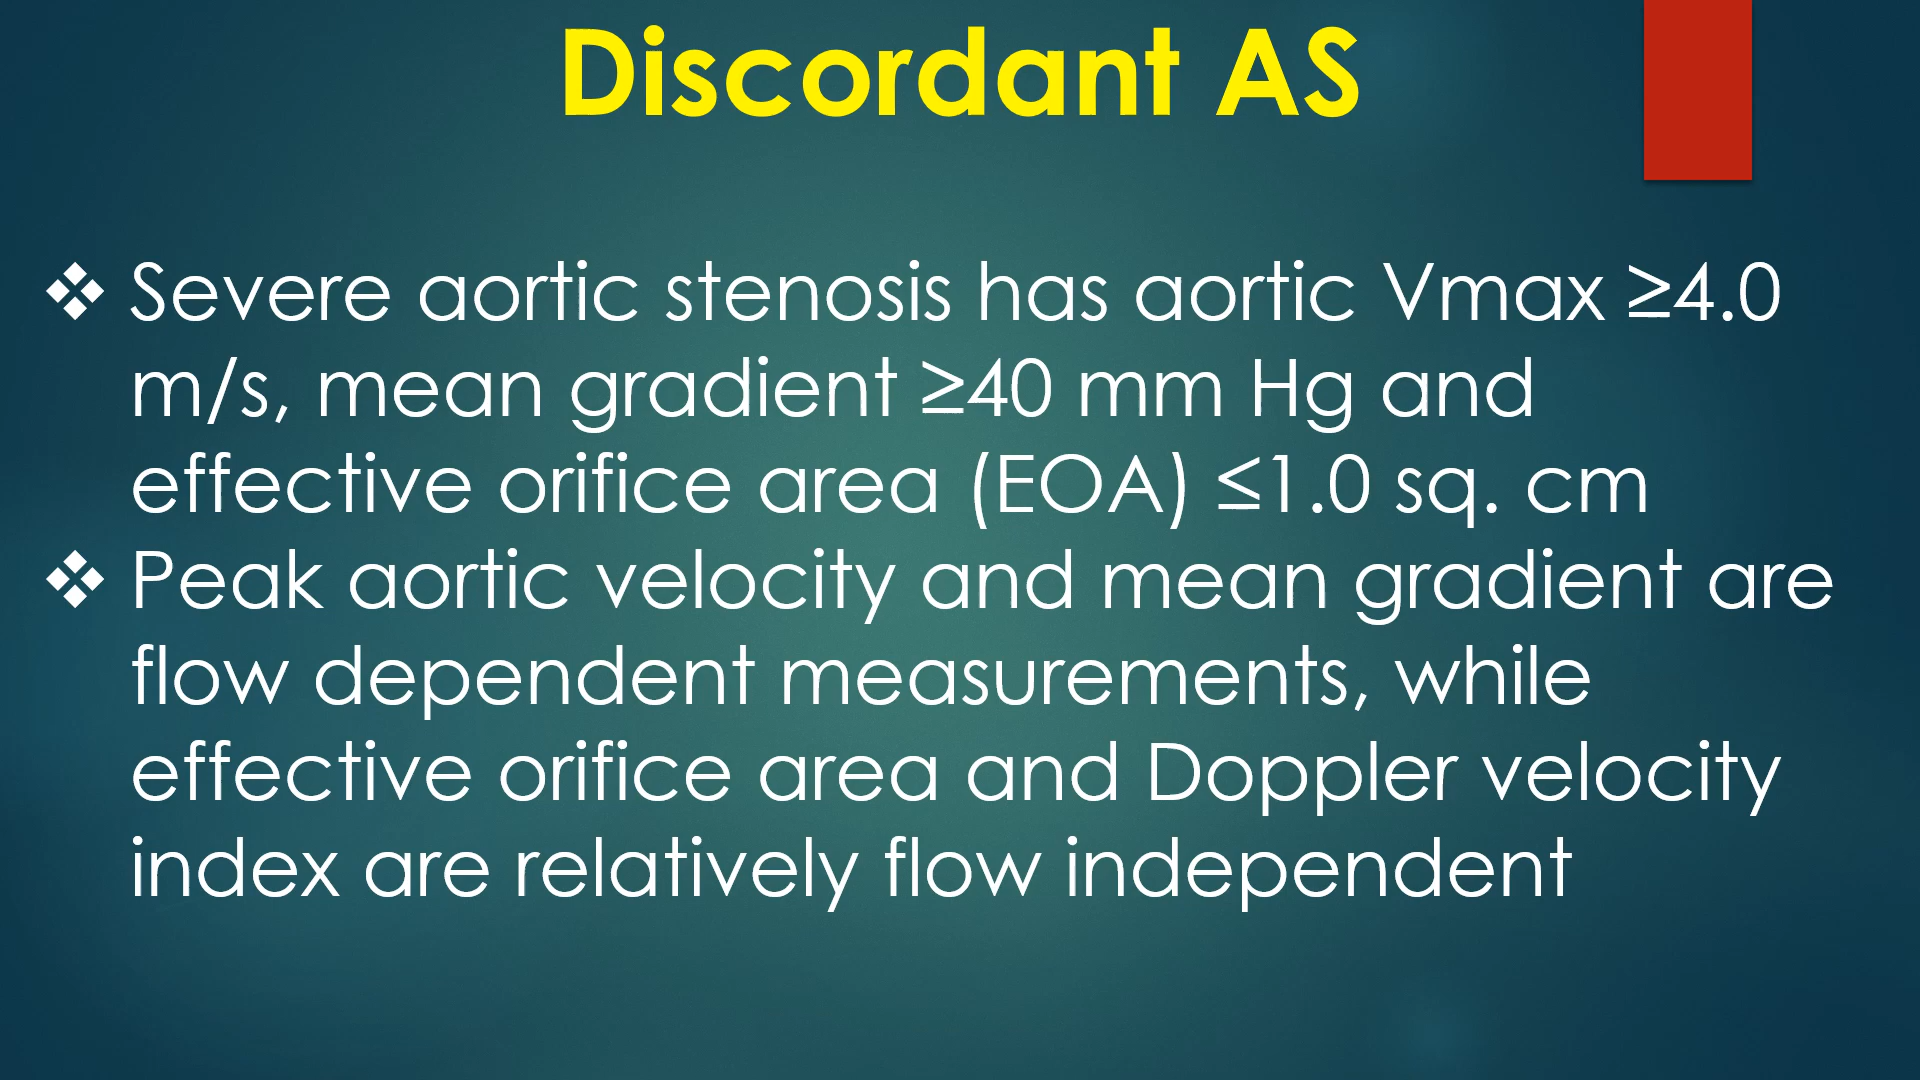 Discordant AS
❖ Severe aortic stenosis has aortic Vmax ≥4.0
m/s, mean gradient ≥40 mm Hg and
effective orifice area (EOA) ≤1.0 sq. cm
❖ Peak aortic velocity and mean gradient are
flow dependent measurements, while
effective orifice area and Doppler velocity
index are relatively flow independent